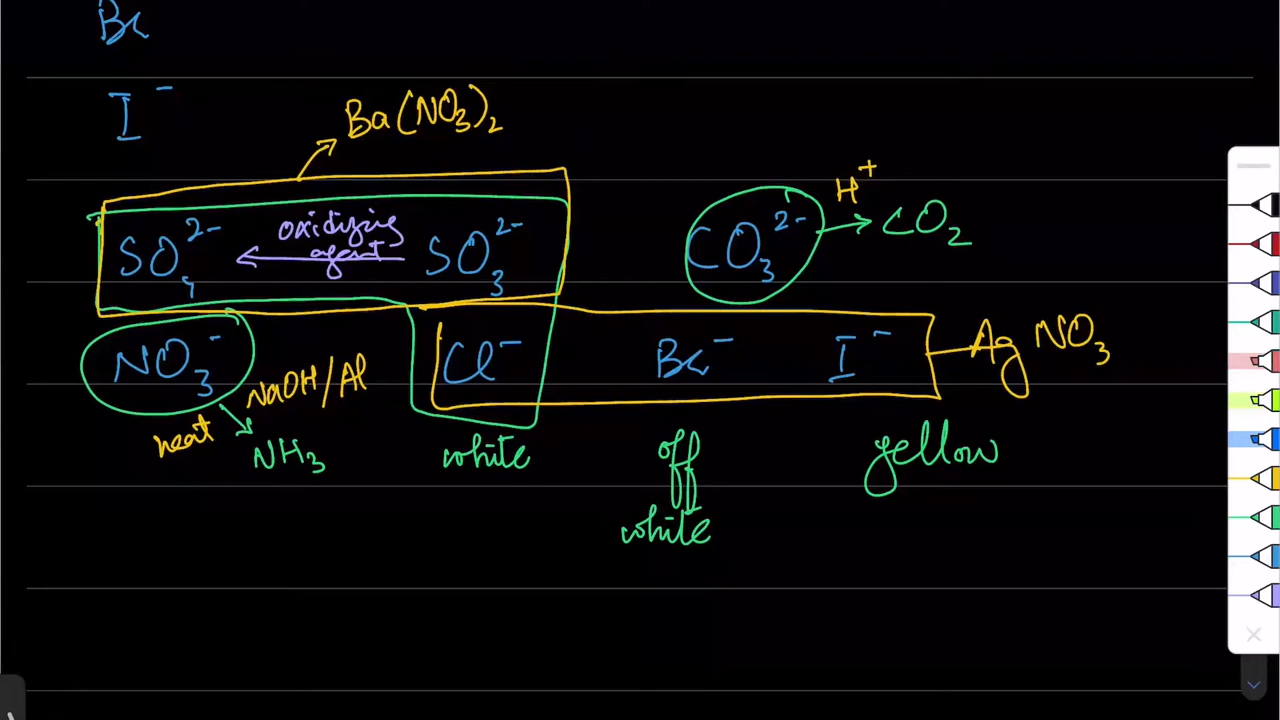 Br
I⁻
Ba(NO₃)₂
H⁺
SO₄²⁻ oxidizing agent SO₃²⁻ CO₃²⁻ CO₂
NO₃⁻ NaOH/Al Cl⁻ Br⁻ I⁻ AgNO₃
heat NH₃ white off white yellow